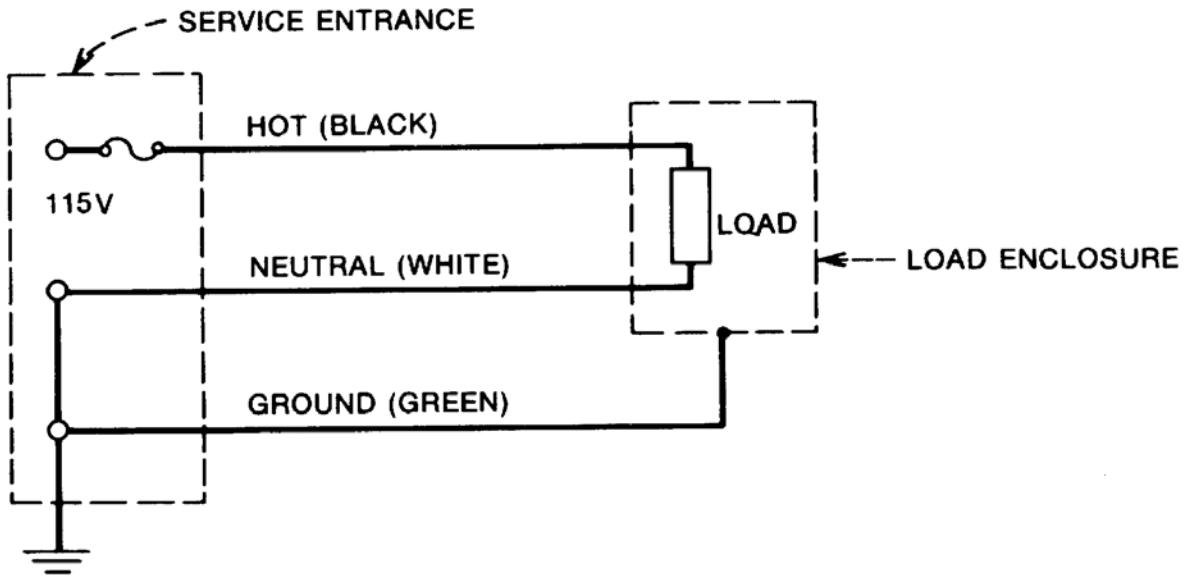 SERVICE ENTRANCE
HOT (BLACK)
115V
LOAD
NEUTRAL (WHITE)
LOAD ENCLOSURE
GROUND (GREEN)